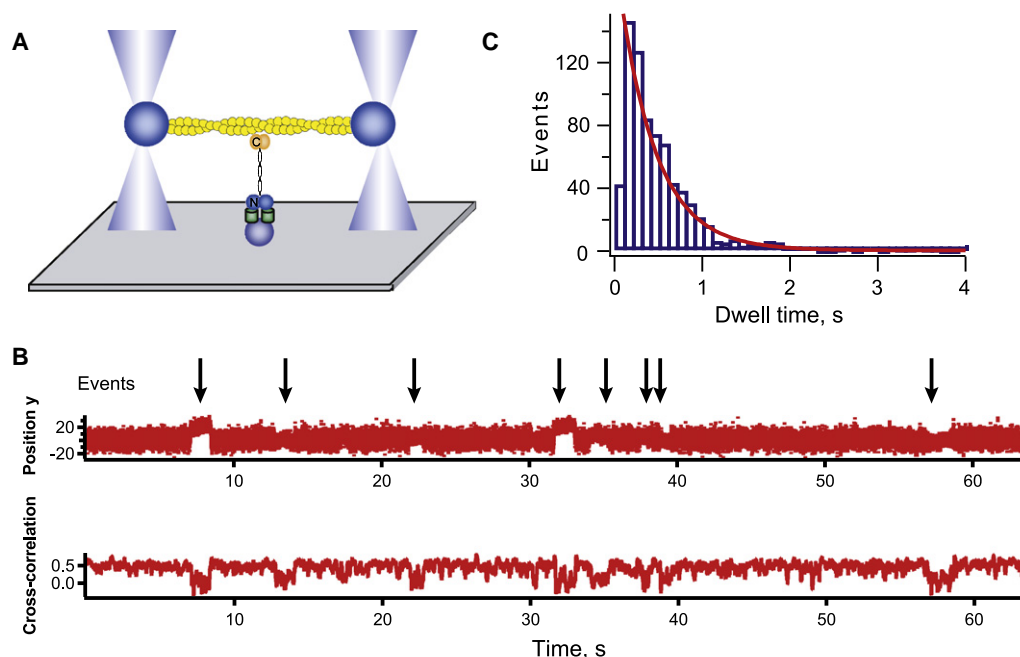 A
C
N
C
Events
120
80
40
0
0 1 2 3 4
Dwell time, s
B
Events
Position y
20
-20
10 20 30 40 50 60
Cross-correlation
0.5
0.0
10 20 30 40 50 60
Time, s